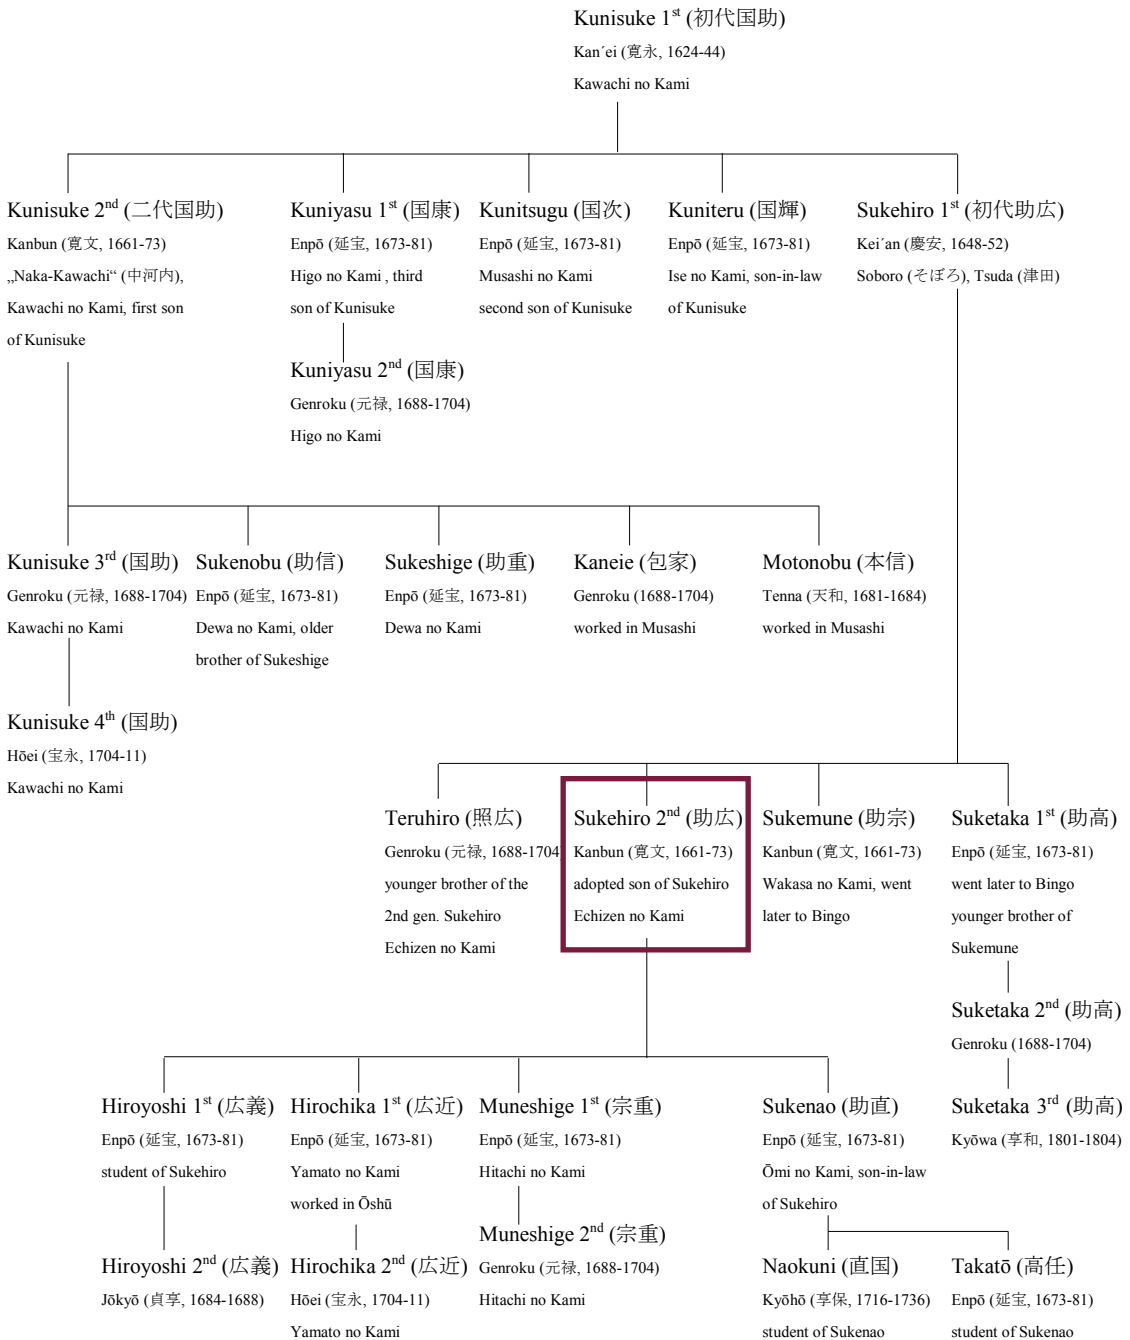 Kunisuke 1st (初代国助)
Kan´ei (寛永, 1624-44)
Kawachi no Kami
Kunisuke 2nd (二代国助)
Kanbun (寛文, 1661-73)
„Naka-Kawachi“ (中河内),
Kawachi no Kami, first son
of Kunisuke
Kuniyasu 1st (国康)
Enpō (延宝, 1673-81)
Higo no Kami , third
son of Kunisuke
Kunitsugu (国次)
Enpō (延宝, 1673-81)
Musashi no Kami
second son of Kunisuke
Kuniteru (国輝)
Enpō (延宝, 1673-81)
Ise no Kami, son-in-law
of Kunisuke
Sukehiro 1st (初代助広)
Kei´an (慶安, 1648-52)
Soboro (そぼろ), Tsuda (津田)
Kuniyasu 2nd (国康)
Genroku (元禄, 1688-1704)
Higo no Kami
Kunisuke 3rd (国助)
Genroku (元禄, 1688-1704)
Kawachi no Kami
Sukenobu (助信)
Enpō (延宝, 1673-81)
Dewa no Kami, older
brother of Sukeshige
Sukeshige (助重)
Enpō (延宝, 1673-81)
Dewa no Kami
Kaneie (包家)
Genroku (1688-1704)
worked in Musashi
Motonobu (本信)
Tenna (天和, 1681-1684)
worked in Musashi
Kunisuke 4th (国助)
Hōei (宝永, 1704-11)
Kawachi no Kami
Teruhiro (照広)
Genroku (元禄, 1688-1704
younger brother of the
2nd gen. Sukehiro
Echizen no Kami
Sukehiro 2nd (助広)
Kanbun (寛文, 1661-73)
adopted son of Sukehiro
Echizen no Kami
Sukemune (助宗)
Kanbun (寛文, 1661-73)
Wakasa no Kami, went
later to Bingo
Suketaka 1st (助高)
Enpō (延宝, 1673-81)
went later to Bingo
younger brother of
Sukemune
Suketaka 2nd (助高)
Genroku (1688-1704)
Suketaka 3rd (助高)
Kyōwa (享和, 1801-1804)
Hiroyoshi 1st (広義)
Enpō (延宝, 1673-81)
student of Sukehiro
Hirochika 1st (広近)
Enpō (延宝, 1673-81)
Yamato no Kami
worked in Ōshū
Muneshige 1st (宗重)
Enpō (延宝, 1673-81)
Hitachi no Kami
Sukenao (助直)
Enpō (延宝, 1673-81)
Ōmi no Kami, son-in-law
of Sukehiro
Hiroyoshi 2nd (広義)
Jōkyō (貞享, 1684-1688)
Hirochika 2nd (広近)
Hōei (宝永, 1704-11)
Yamato no Kami
Muneshige 2nd (宗重)
Genroku (元禄, 1688-1704)
Hitachi no Kami
Naokuni (直国)
Kyōhō (享保, 1716-1736)
student of Sukenao
Takatō (高任)
Enpō (延宝, 1673-81)
student of Sukenao